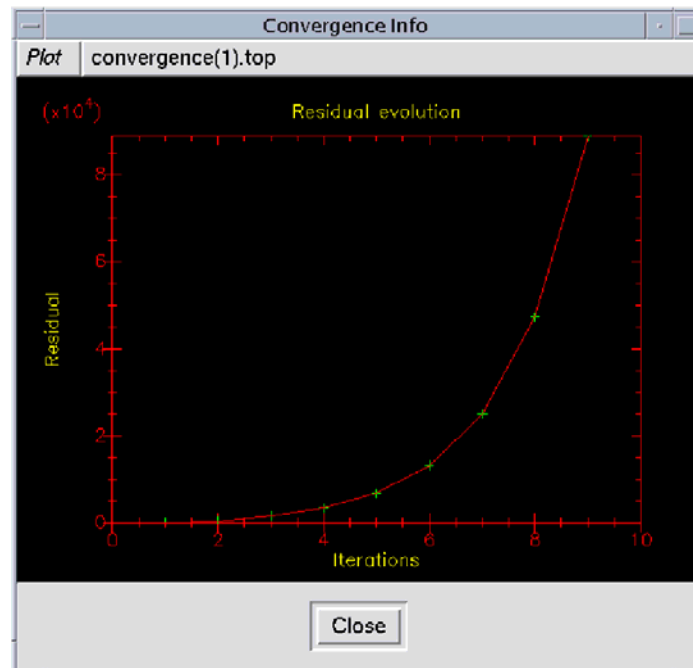 Convergence Info
Plot convergence(1).top
(x10⁴) Residual evolution
8
6
4
2
0
Residual
0 2 4 6 8 10
Iterations
Close